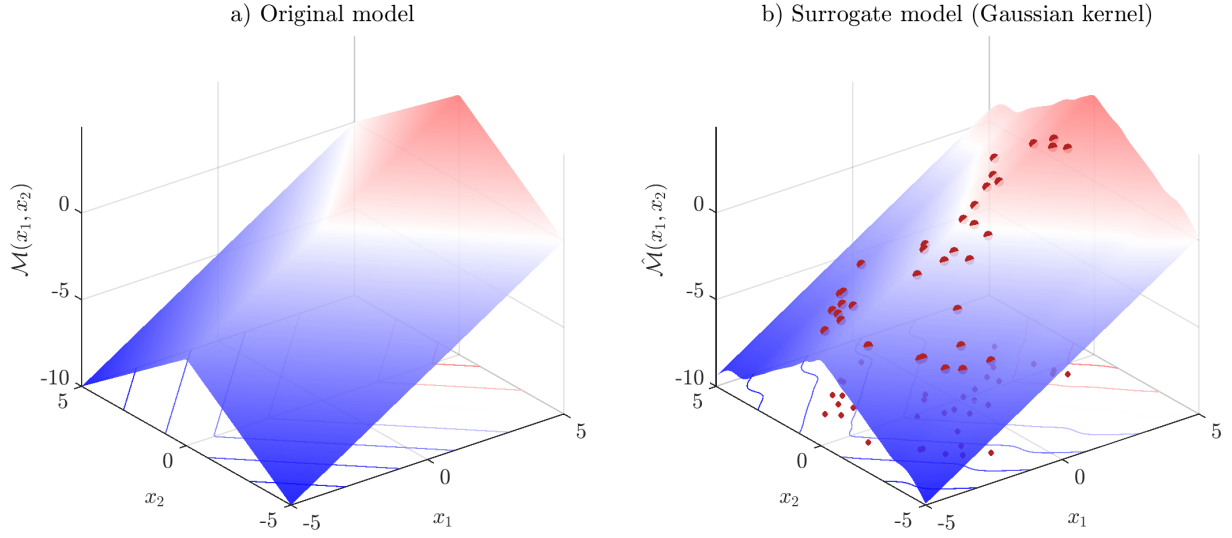 a) Original model
b) Surrogate model (Gaussian kernel)
ℳ(x₁, x₂)
0
-5
-10
5
0
-5
x₂
-5
0
5
x₁
ℳ̂(x₁, x₂)
0
-5
-10
5
0
-5
x₂
-5
0
5
x₁